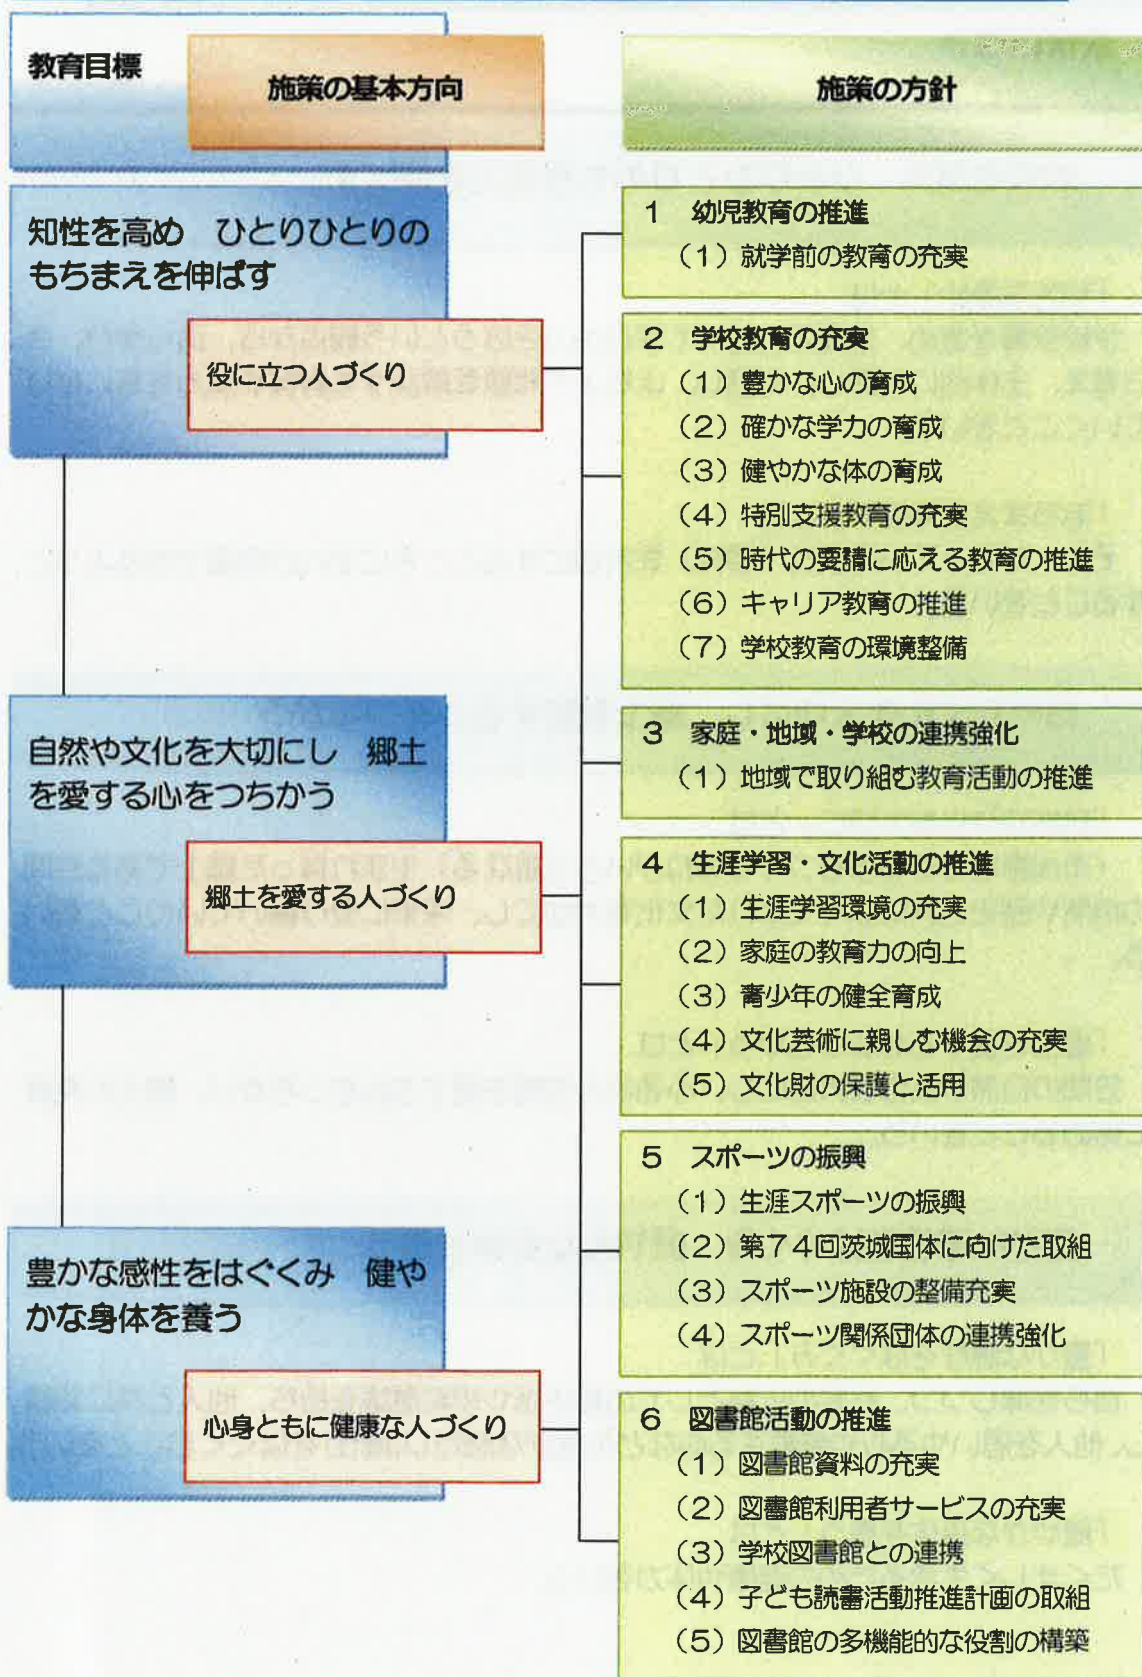 教育目標
施策の基本方向
施策の方針
知性を高め　ひとりひとりの
もちまえを伸ばす
役に立つ人づくり
自然や文化を大切にし　郷土
を愛する心をつちかう
郷土を愛する人づくり
豊かな感性をはぐくみ　健や
かな身体を養う
心身ともに健康な人づくり
1　幼児教育の推進
（1）就学前の教育の充実
2　学校教育の充実
（1）豊かな心の育成
（2）確かな学力の育成
（3）健やかな体の育成
（4）特別支援教育の充実
（5）時代の要請に応える教育の推進
（6）キャリア教育の推進
（7）学校教育の環境整備
3　家庭・地域・学校の連携強化
（1）地域で取り組む教育活動の推進
4　生涯学習・文化活動の推進
（1）生涯学習環境の充実
（2）家庭の教育力の向上
（3）青少年の健全育成
（4）文化芸術に親しむ機会の充実
（5）文化財の保護と活用
5　スポーツの振興
（1）生涯スポーツの振興
（2）第74回茨城国体に向けた取組
（3）スポーツ施設の整備充実
（4）スポーツ関係団体の連携強化
6　図書館活動の推進
（1）図書館資料の充実
（2）図書館利用者サービスの充実
（3）学校図書館との連携
（4）子ども読書活動推進計画の取組
（5）図書館の多機能的な役割の構築